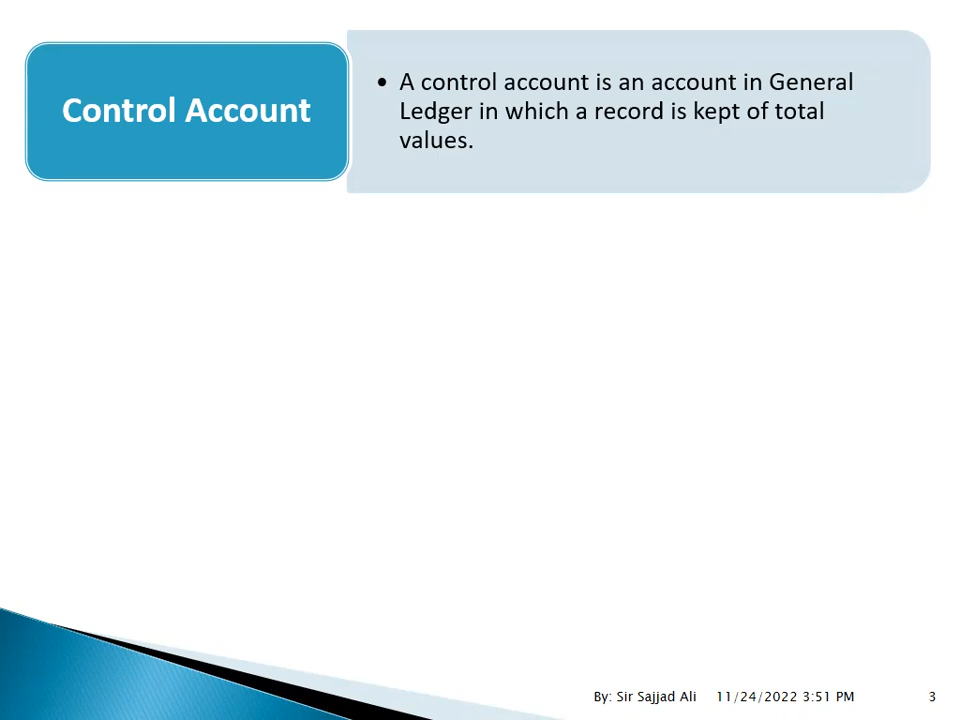 Control Account
• A control account is an account in General
Ledger in which a record is kept of total
values.
By: Sir Sajjad Ali 11/24/2022 3:51 PM 3